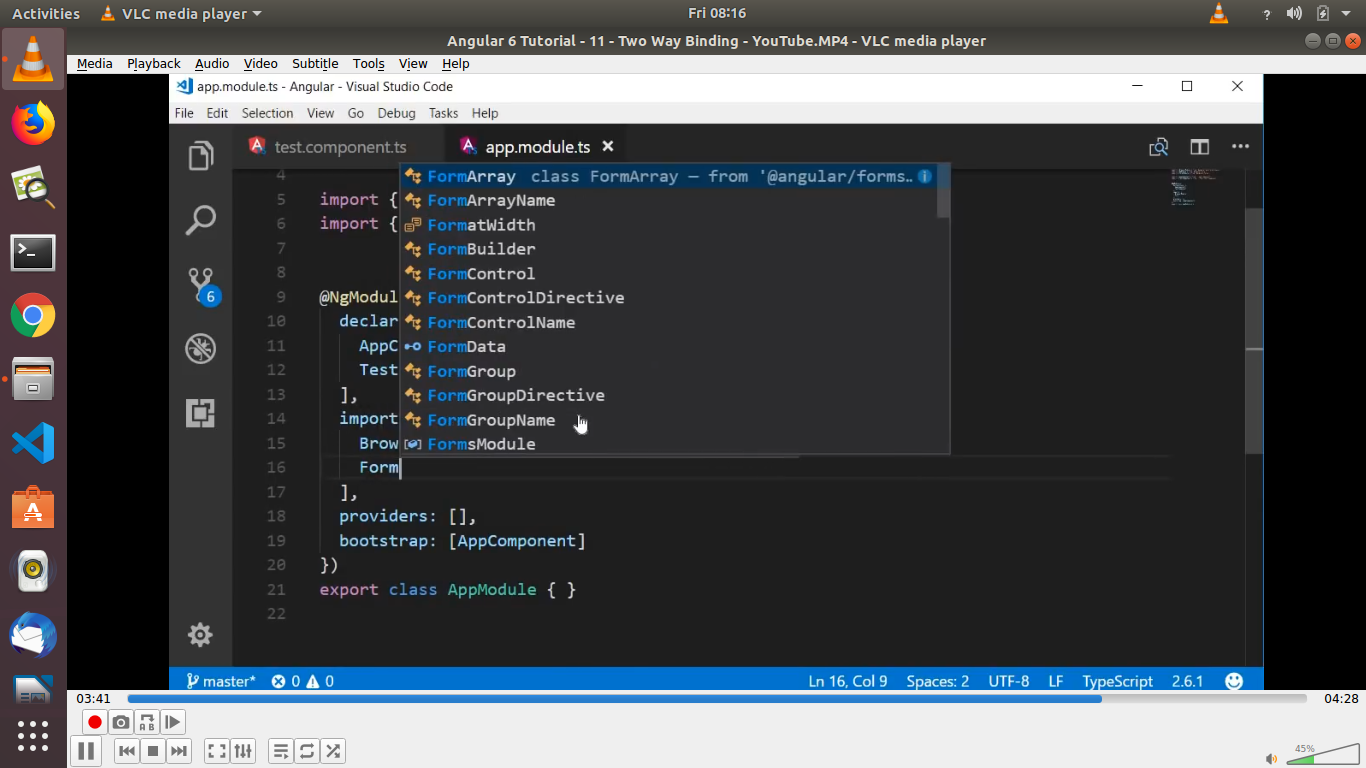 Activities VLC media player Fri 08:16 ?
Angular 6 Tutorial - 11 - Two Way Binding - YouTube.MP4 - VLC media player
Media Playback Audio Video Subtitle Tools View Help
app.module.ts - Angular - Visual Studio Code
File Edit Selection View Go Debug Tasks Help
test.component.ts app.module.ts
4
5 import {
6 import {
7
8
9 @NgModul
10 declar
11 AppC
12 Test
13 ],
14 import
15 Brow
16 Form
17 ],
18 providers: [],
19 bootstrap: [AppComponent]
20 })
21 export class AppModule { }
22
FormArray class FormArray — from '@angular/forms…
FormArrayName
FormatWidth
FormBuilder
FormControl
FormControlDirective
FormControlName
FormData
FormGroup
FormGroupDirective
FormGroupName
FormsModule
6
master* 0 0 Ln 16, Col 9 Spaces: 2 UTF-8 LF TypeScript 2.6.1
03:41 04:28
A B
45%